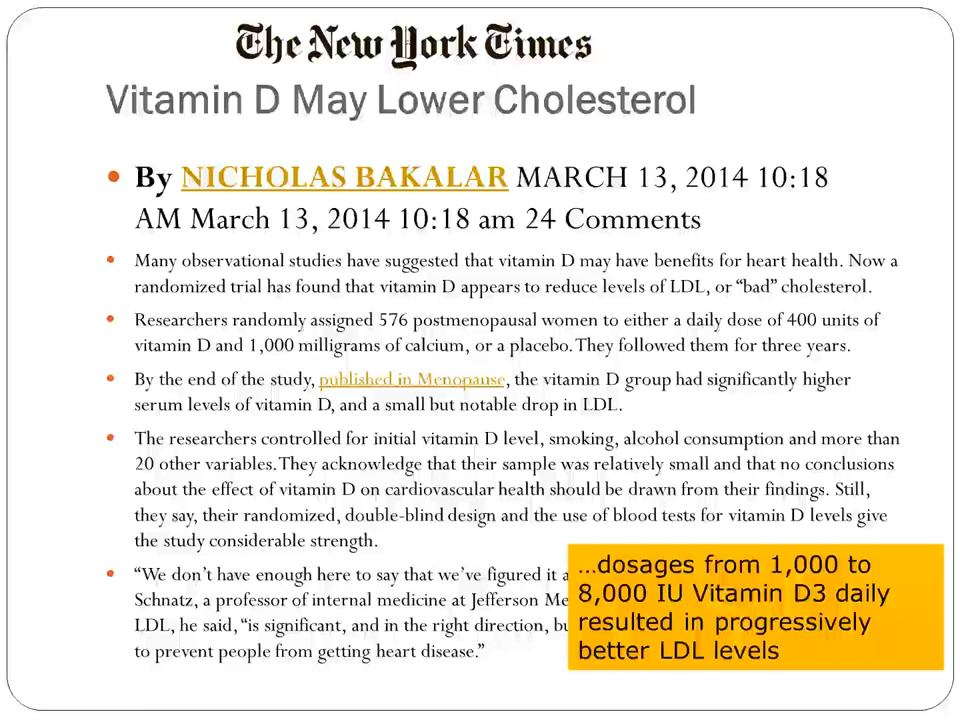 The New York Times
Vitamin D May Lower Cholesterol
• By NICHOLAS BAKALAR MARCH 13, 2014 10:18
AM March 13, 2014 10:18 am 24 Comments
• Many observational studies have suggested that vitamin D may have benefits for heart health. Now a
randomized trial has found that vitamin D appears to reduce levels of LDL, or “bad” cholesterol.
• Researchers randomly assigned 576 postmenopausal women to either a daily dose of 400 units of
vitamin D and 1,000 milligrams of calcium, or a placebo. They followed them for three years.
• By the end of the study, published in Menopause, the vitamin D group had significantly higher
serum levels of vitamin D, and a small but notable drop in LDL.
• The researchers controlled for initial vitamin D level, smoking, alcohol consumption and more than
20 other variables. They acknowledge that their sample was relatively small and that no conclusions
about the effect of vitamin D on cardiovascular health should be drawn from their findings. Still,
they say, their randomized, double-blind design and the use of blood tests for vitamin D levels give
the study considerable strength.
• “We don’t have enough here to say that we’ve figured it
Schnatz, a professor of internal medicine at Jefferson
LDL, he said, “is significant, and in the right direction,
to prevent people from getting heart disease.”
…dosages from 1,000 to
8,000 IU Vitamin D3 daily
resulted in progressively
better LDL levels